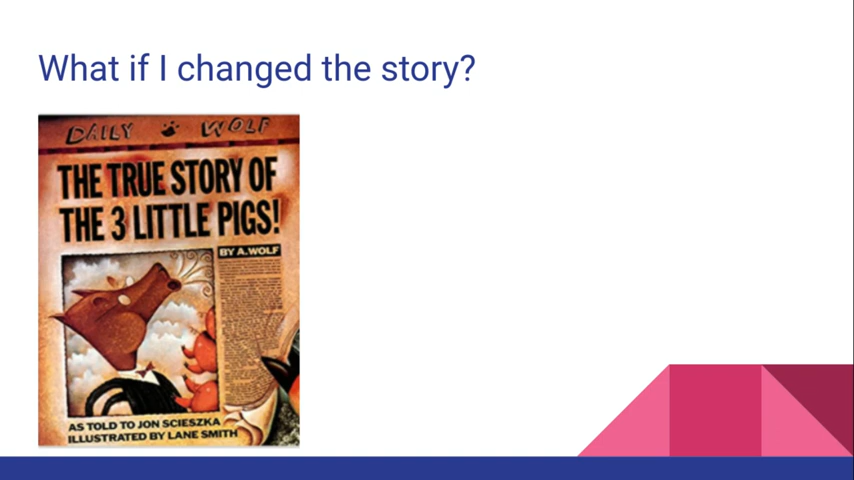 What if I changed the story?
DAILY WOLF
THE TRUE STORY OF
THE 3 LITTLE PIGS!
BY A.WOLF
AS TOLD TO JON SCIESZKA
ILLUSTRATED BY LANE SMITH